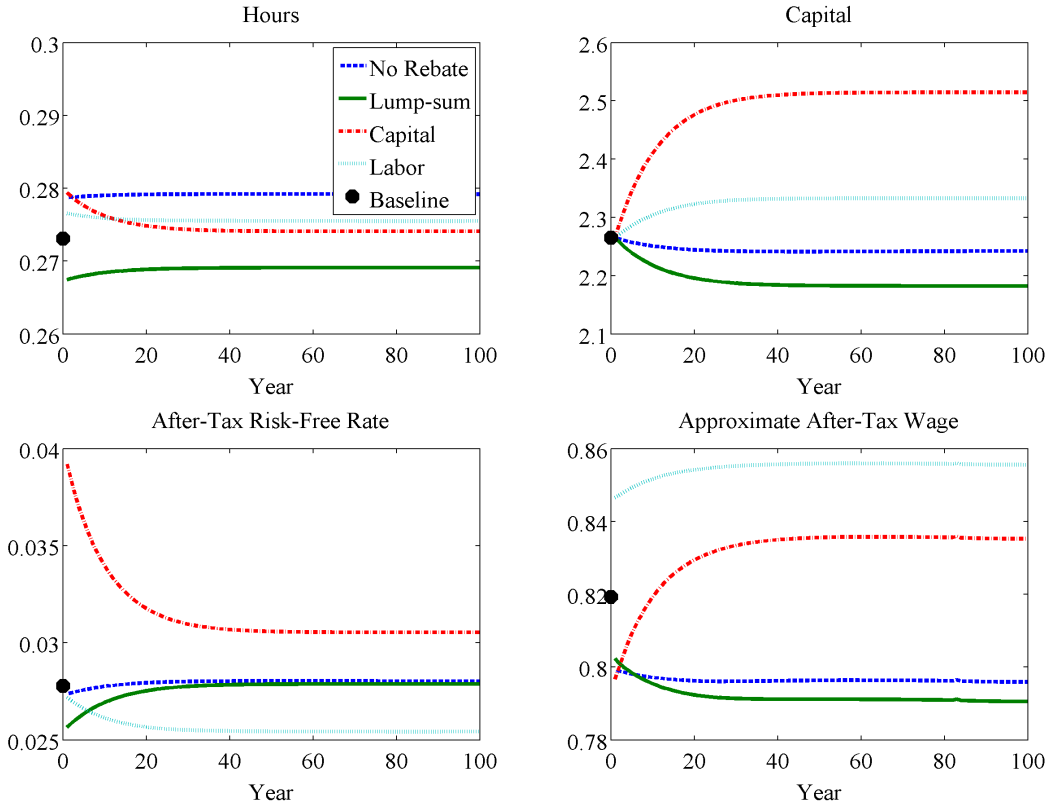 Hours
0.3
0.29
0.28
0.27
0.26
0 20 40 60 80 100
Year
No Rebate
Lump-sum
Capital
Labor
Baseline
Capital
2.6
2.5
2.4
2.3
2.2
2.1
0 20 40 60 80 100
Year
After-Tax Risk-Free Rate
0.04
0.035
0.03
0.025
0 20 40 60 80 100
Year
Approximate After-Tax Wage
0.86
0.84
0.82
0.8
0.78
0 20 40 60 80 100
Year